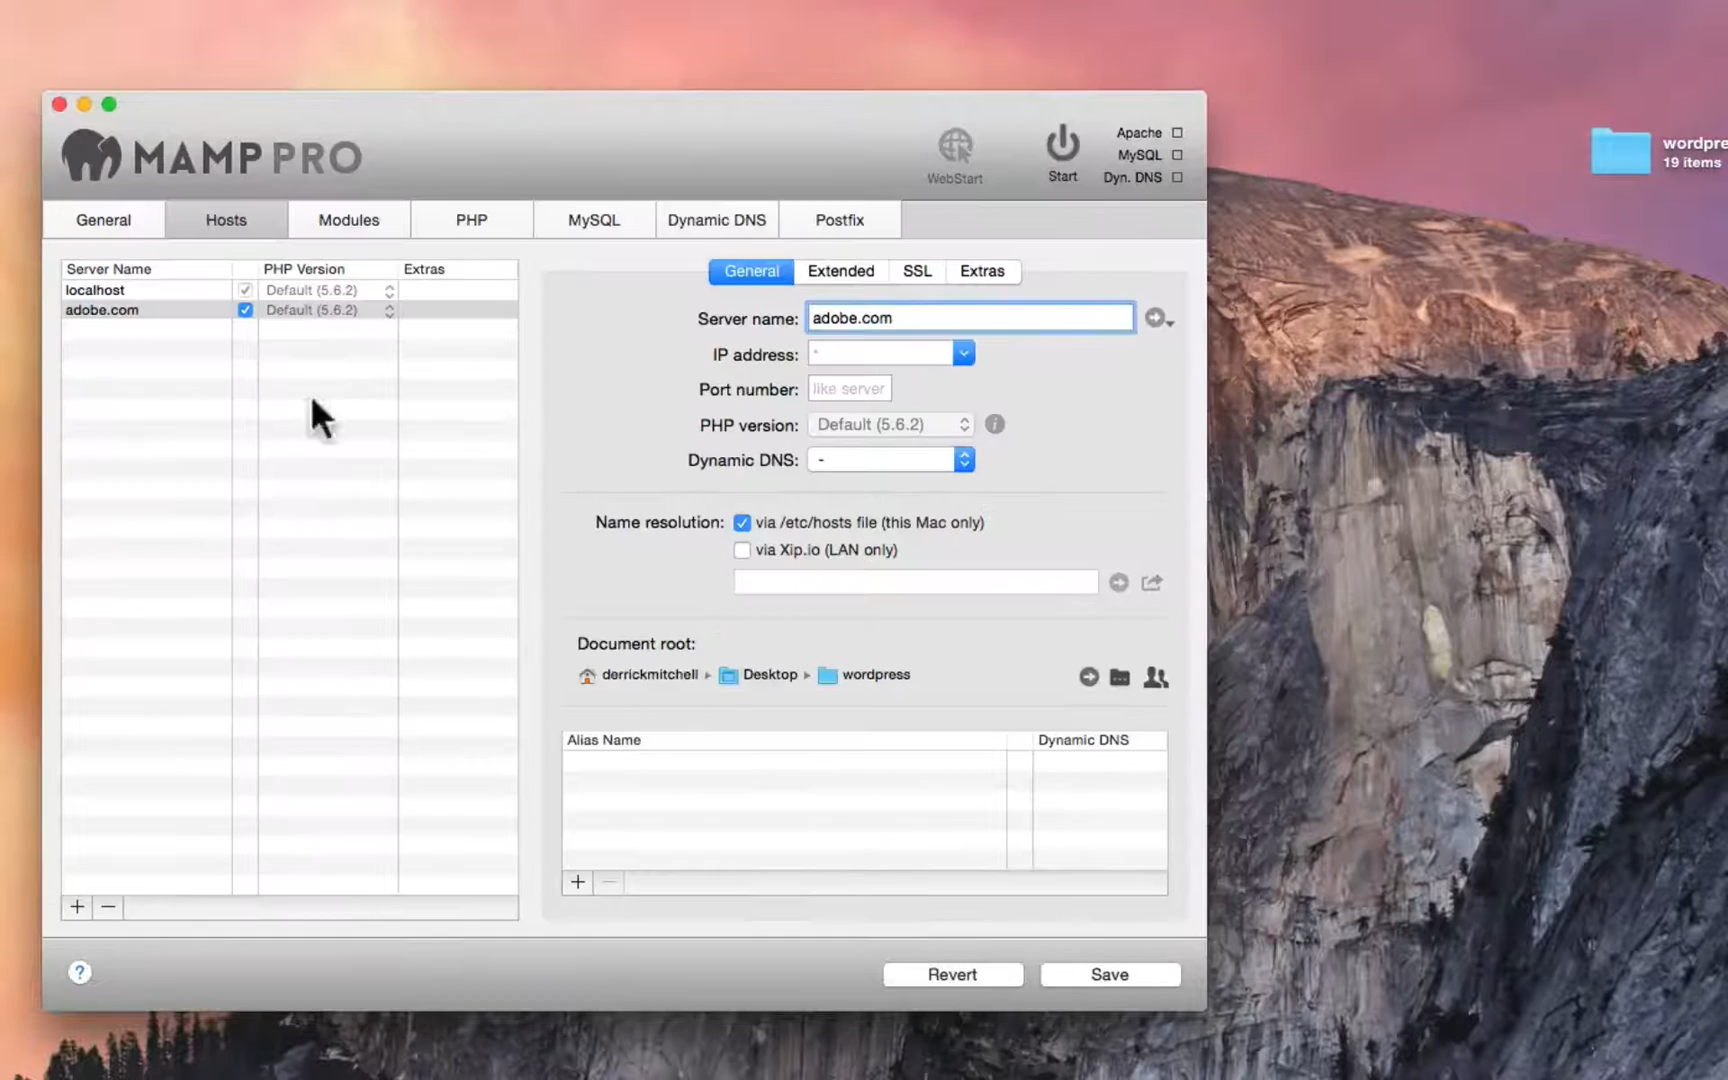 MAMP PRO
WebStart
Start
Apache
MySQL
Dyn. DNS
wordpre
19 items
General
Hosts
Modules
PHP
MySQL
Dynamic DNS
Postfix
Server Name
PHP Version
Extras
localhost
Default (5.6.2)
adobe.com
Default (5.6.2)
General
Extended
SSL
Extras
Server name: adobe.com
IP address: *
Port number: like server
PHP version: Default (5.6.2)
Dynamic DNS: -
Name resolution: via /etc/hosts file (this Mac only)
via Xip.io (LAN only)
Document root:
derrickmitchell ▸ Desktop ▸ wordpress
Alias Name
Dynamic DNS
+
+ −
?
Revert
Save